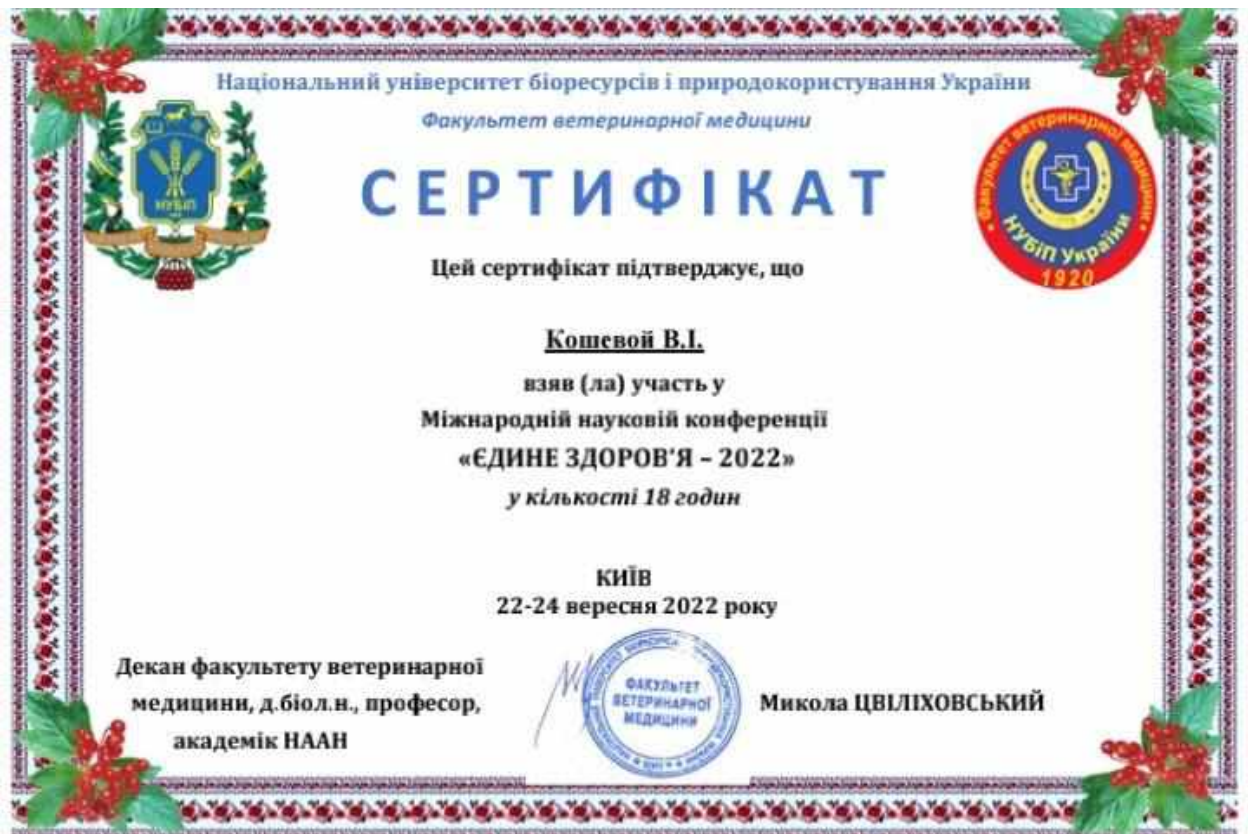 Національний університет біоресурсів і природокористування України
Факультет ветеринарної медицини
СЕРТИФІКАТ
НУБіП
Факультет ветеринарної медицини
НУБіП України
1920
Цей сертифікат підтверджує, що
Кошевой В.І.
взяв (ла) участь у
Міжнародній науковій конференції
«ЄДИНЕ ЗДОРОВ'Я – 2022»
у кількості 18 годин
КИЇВ
22-24 вересня 2022 року
Декан факультету ветеринарної
медицини, д.біол.н., професор,
академік НААН
ФАКУЛЬТЕТ
ВЕТЕРИНАРНОЇ
МЕДИЦИНИ
Микола ЦВІЛІХОВСЬКИЙ